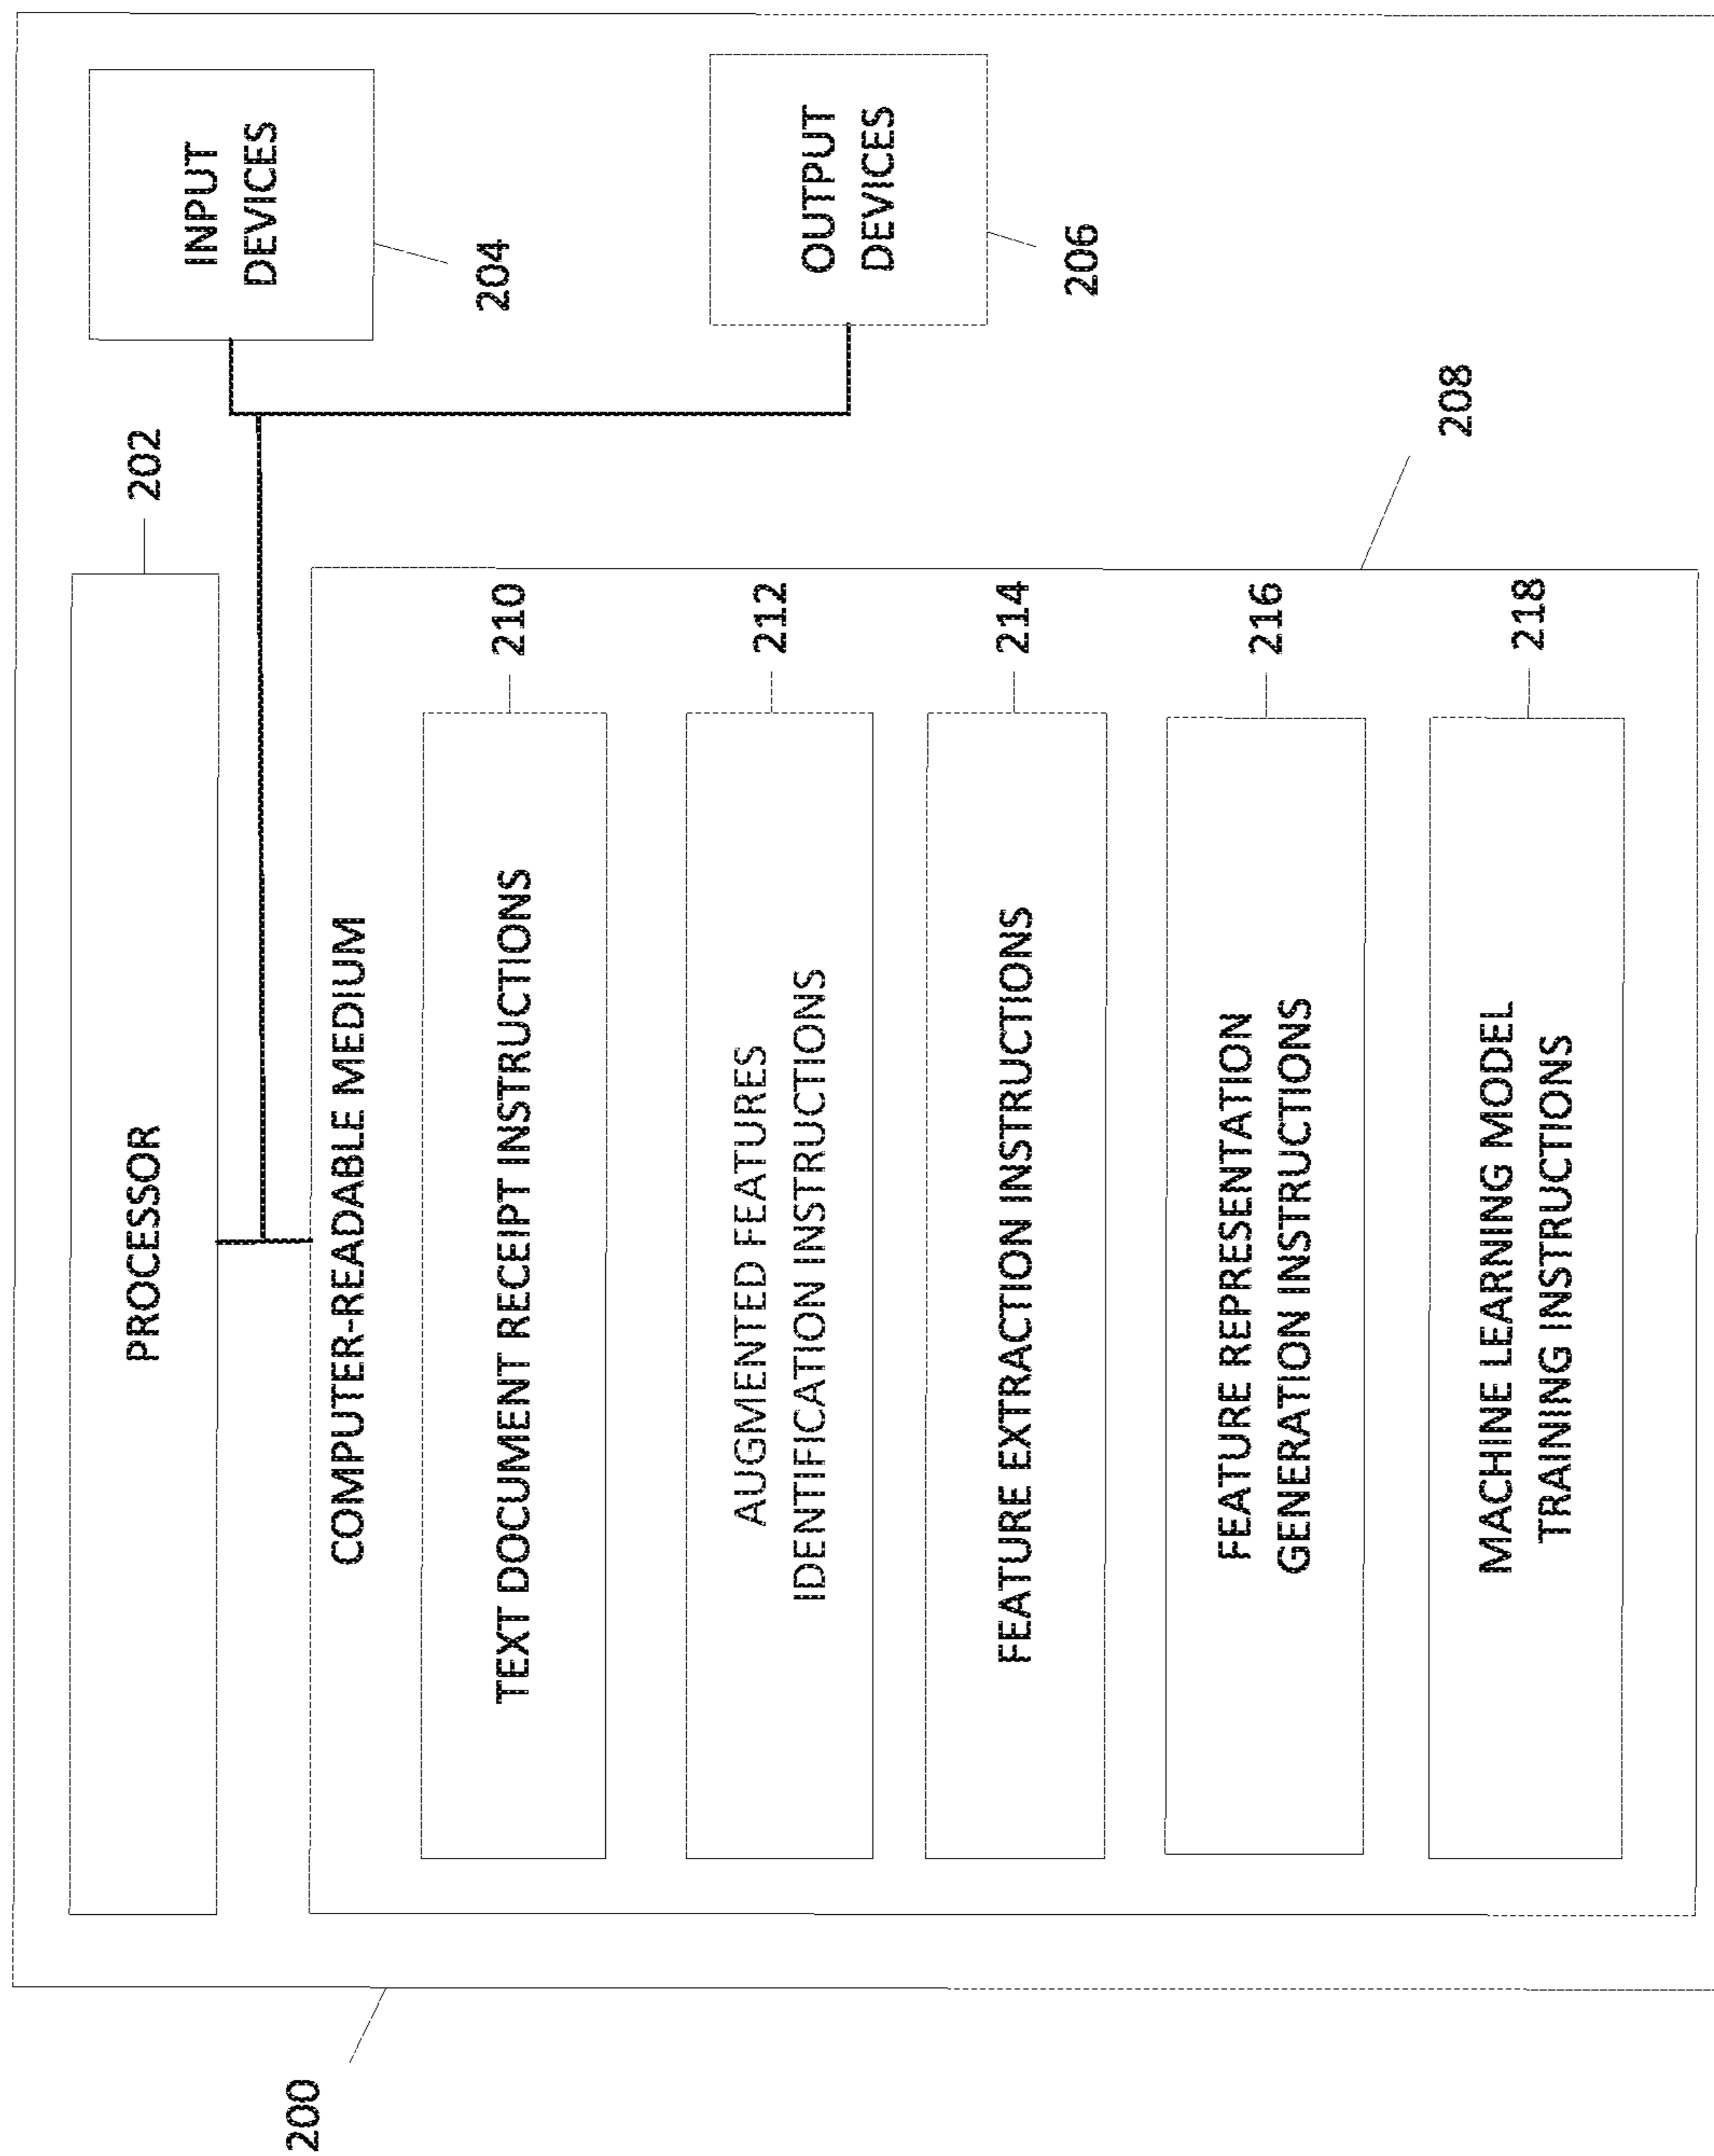 200
PROCESSOR
202
INPUT
DEVICES
204
COMPUTER-READABLE MEDIUM
208
TEXT DOCUMENT RECEIPT INSTRUCTIONS
210
AUGMENTED FEATURES
IDENTIFICATION INSTRUCTIONS
212
FEATURE EXTRACTION INSTRUCTIONS
214
FEATURE REPRESENTATION
GENERATION INSTRUCTIONS
216
MACHINE LEARNING MODEL
TRAINING INSTRUCTIONS
218
OUTPUT
DEVICES
206